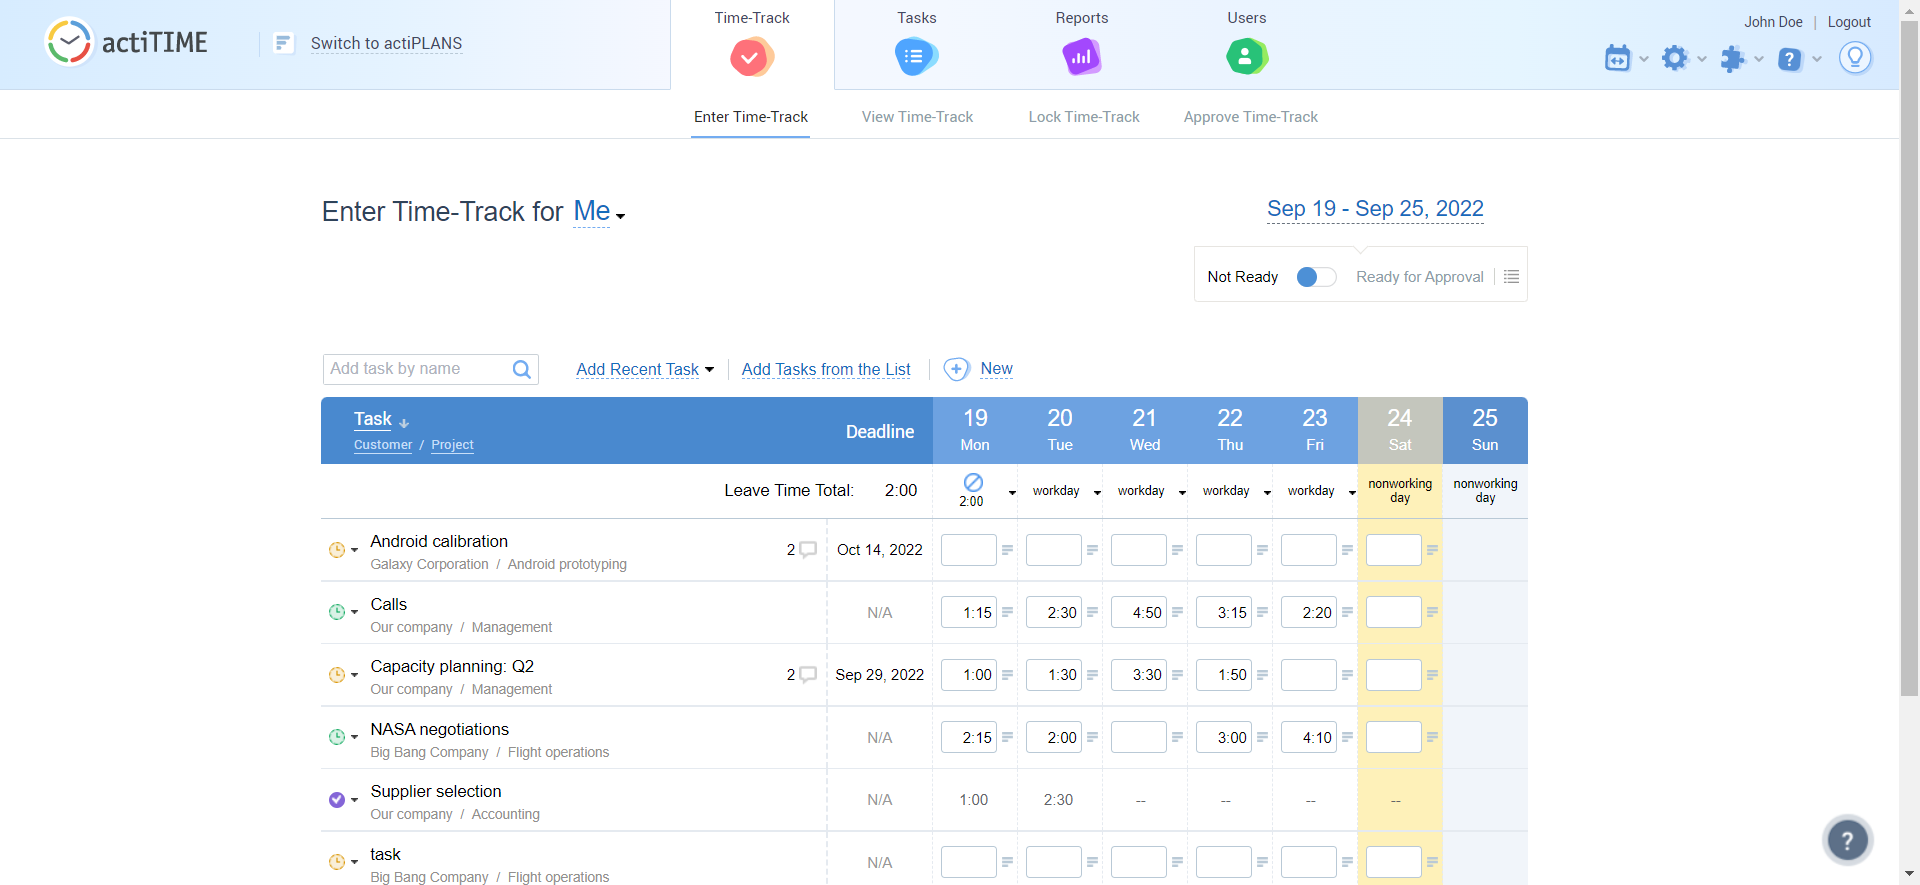 actiTIME
Switch to actiPLANS
Time-Track
Tasks
Reports
Users
John Doe | Logout
Enter Time-Track
View Time-Track
Lock Time-Track
Approve Time-Track
Enter Time-Track for Me
Sep 19 - Sep 25, 2022
Not Ready
Ready for Approval
Add task by name
Add Recent Task
Add Tasks from the List
New
Task
Customer / Project
Deadline
19 Mon
20 Tue
21 Wed
22 Thu
23 Fri
24 Sat
25 Sun
Leave Time Total: 2:00
2:00
workday
workday
workday
workday
nonworking day
nonworking day
Android calibration
Galaxy Corporation / Android prototyping
2
Oct 14, 2022
Calls
Our company / Management
N/A
1:15 2:30 4:50 3:15 2:20
Capacity planning: Q2
Our company / Management
2
Sep 29, 2022
1:00 1:30 3:30 1:50
NASA negotiations
Big Bang Company / Flight operations
N/A
2:15 2:00 3:00 4:10
Supplier selection
Our company / Accounting
N/A
1:00 2:30 -- -- -- --
task
Big Bang Company / Flight operations
N/A
?